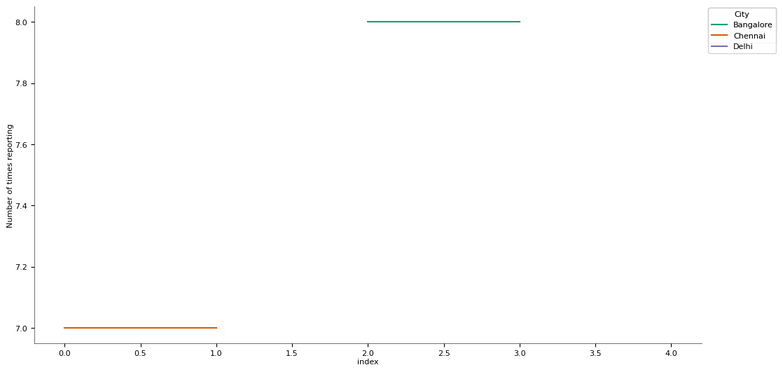 City
Bangalore
Chennai
Delhi
8.0
7.8
7.6
7.4
7.2
7.0
Number of times reporting
0.0 0.5 1.0 1.5 2.0 2.5 3.0 3.5 4.0
index